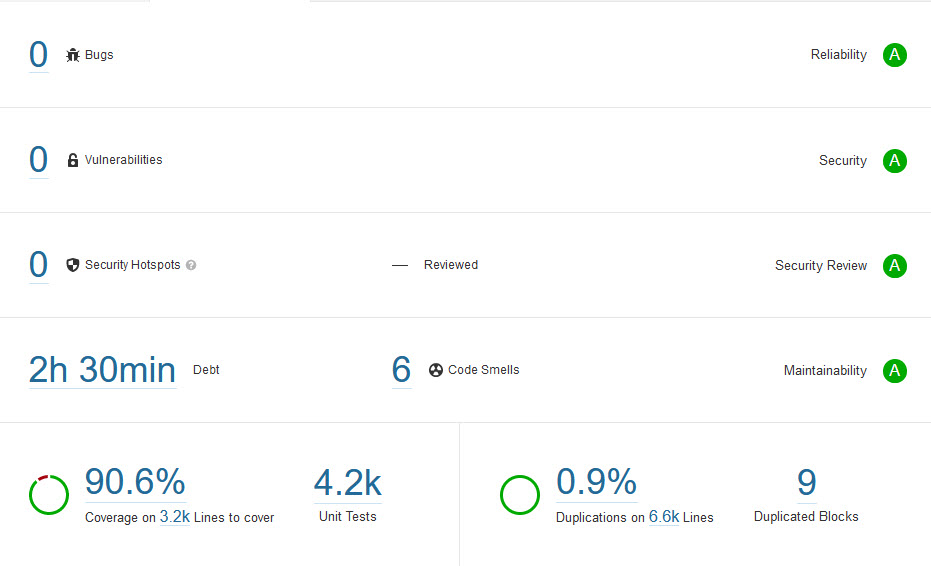 0 Bugs Reliability A
0 Vulnerabilities Security A
0 Security Hotspots ? — Reviewed Security Review A
2h 30min Debt 6 Code Smells Maintainability A
90.6% 4.2k 0.9% 9
Coverage on 3.2k Lines to cover Unit Tests Duplications on 6.6k Lines Duplicated Blocks